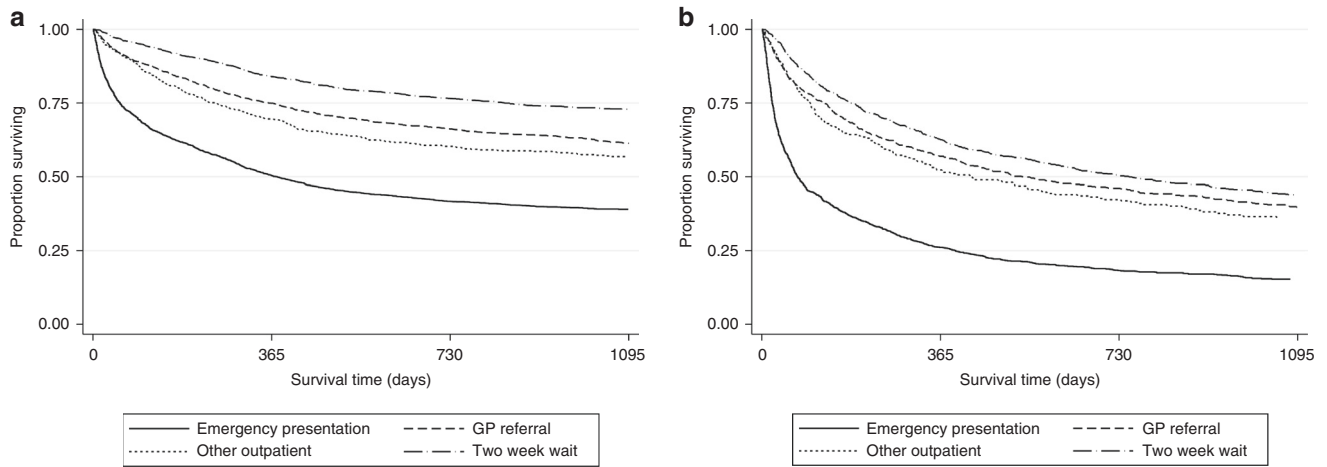 a
1.00
0.75
0.50
0.25
0.00
Proportion surviving
0 365 730 1095
Survival time (days)
Emergency presentation GP referral
Other outpatient Two week wait
b
1.00
0.75
0.50
0.25
0.00
Proportion surviving
0 365 730 1095
Survival time (days)
Emergency presentation GP referral
Other outpatient Two week wait